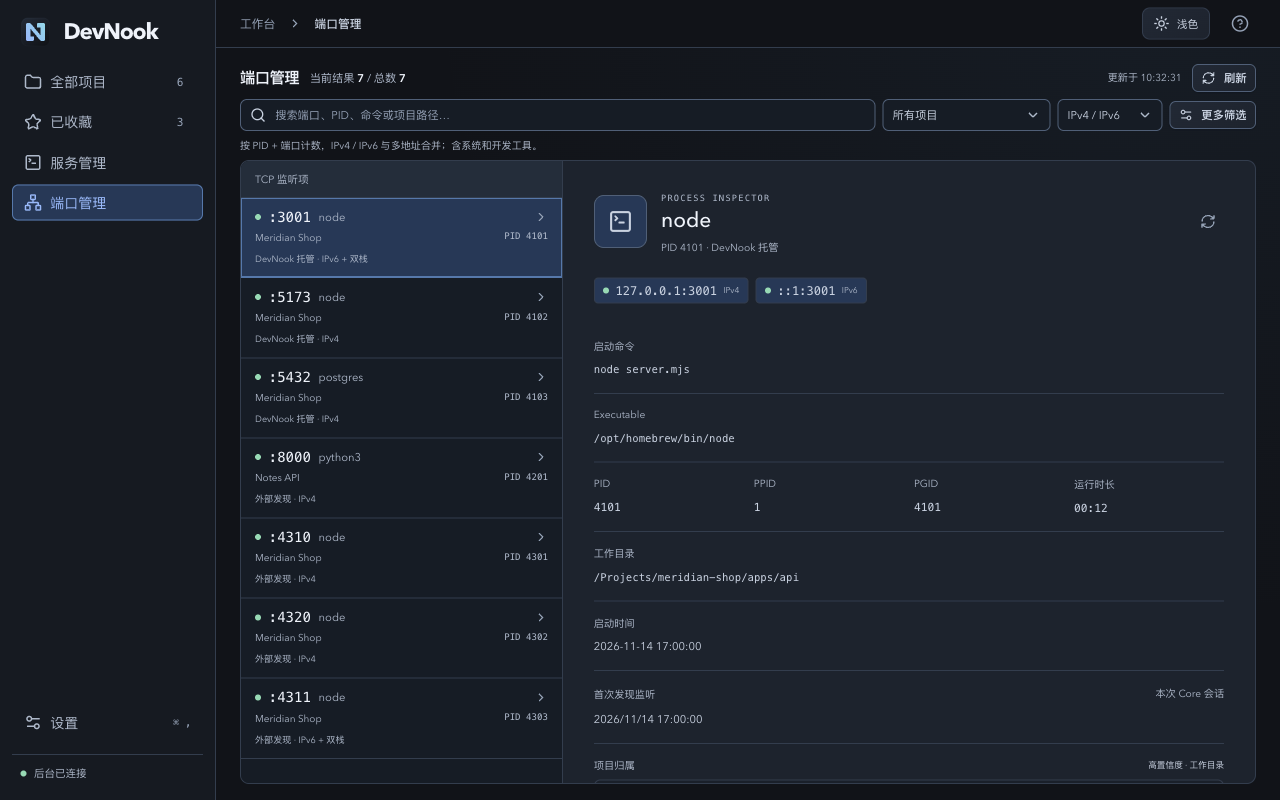 DevNook
全部项目 6
已收藏 3
服务管理
端口管理
设置 ⌘ ,
后台已连接
工作台 > 端口管理
浅色
端口管理 当前结果 7 / 总数 7
更新于 10:32:31 刷新
搜索端口、PID、命令或项目路径…
所有项目
IPv4 / IPv6
更多筛选
按 PID + 端口计数，IPv4 / IPv6 与多地址合并；含系统和开发工具。
TCP 监听项
:3001 node
Meridian Shop PID 4101
DevNook 托管 · IPv6 + 双栈
:5173 node
Meridian Shop PID 4102
DevNook 托管 · IPv4
:5432 postgres
Meridian Shop PID 4103
DevNook 托管 · IPv4
:8000 python3
Notes API PID 4201
外部发现 · IPv4
:4310 node
Meridian Shop PID 4301
外部发现 · IPv4
:4320 node
Meridian Shop PID 4302
外部发现 · IPv4
:4311 node
Meridian Shop PID 4303
外部发现 · IPv6 + 双栈
PROCESS INSPECTOR
node
PID 4101 · DevNook 托管
127.0.0.1:3001 IPv4
::1:3001 IPv6
启动命令
node server.mjs
Executable
/opt/homebrew/bin/node
PID PPID PGID 运行时长
4101 1 4101 00:12
工作目录
/Projects/meridian-shop/apps/api
启动时间
2026-11-14 17:00:00
首次发现监听 本次 Core 会话
2026/11/14 17:00:00
项目归属 高置信度 · 工作目录